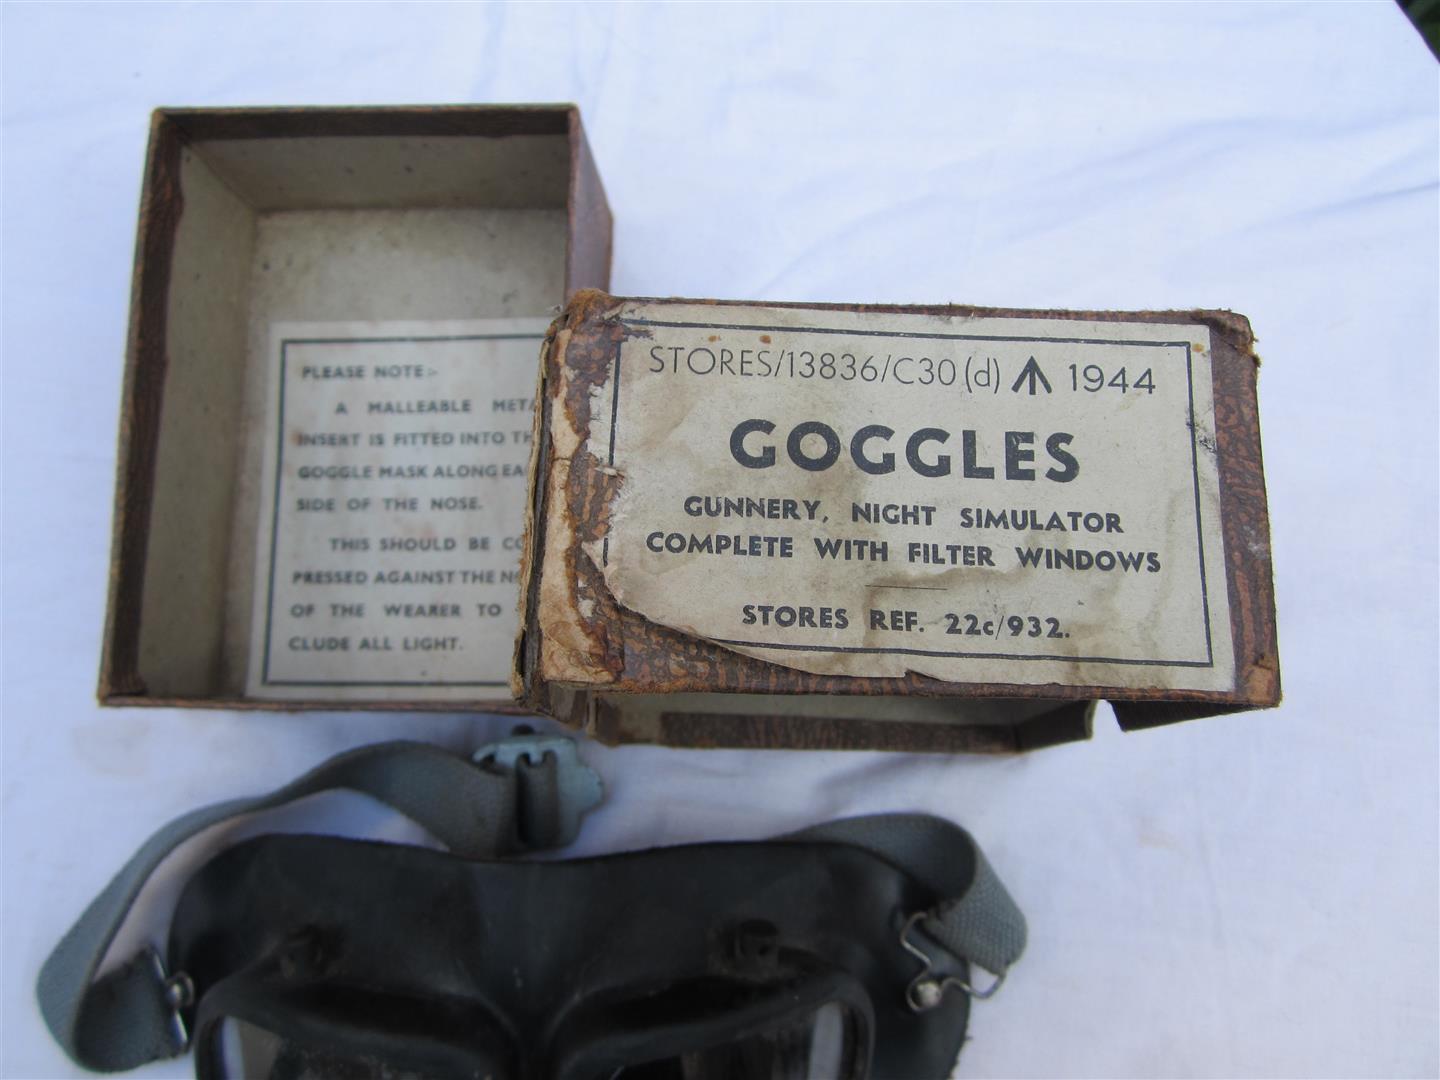 PLEASE NOTE:-
A MALLEABLE
INSERT IS FITTED INTO
GOGGLE MASK ALONG
SIDE OF THE NOSE.
THIS SHOULD BE
PRESSED AGAINST THE
OF THE WEARER TO
CLUDE ALL LIGHT.
STORES/13836/C30(d) 1944
GOGGLES
GUNNERY, NIGHT SIMULATOR
COMPLETE WITH FILTER WINDOWS
STORES REF. 22c/932.